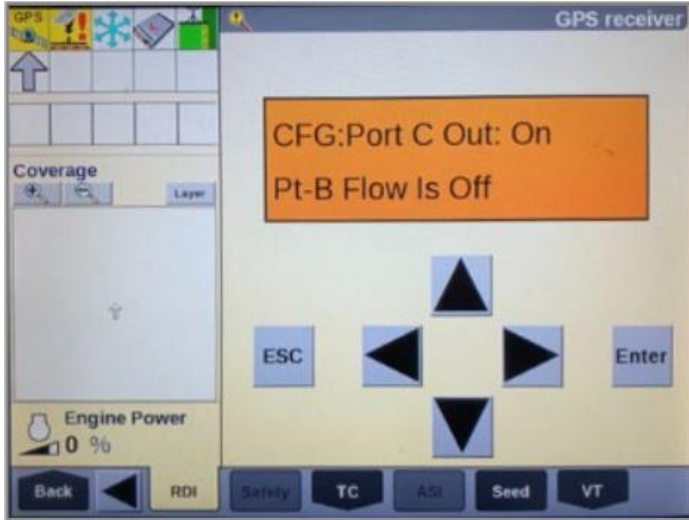 GPS
GPS receiver
CFG:Port C Out: On
Pt-B Flow Is Off
Coverage
Layer
ESC
Enter
Engine Power
0 %
Back
RDI
Safety
TC
ASI
Seed
VT